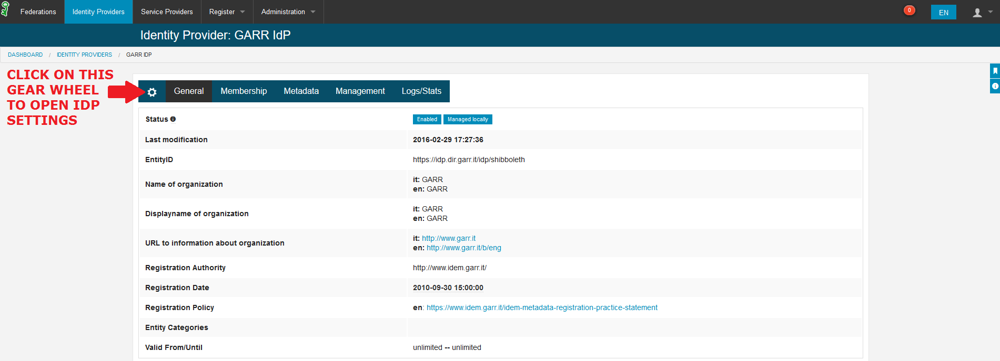 Federations Identity Providers Service Providers Register Administration 0 EN
Identity Provider: GARR IdP
DASHBOARD / IDENTITY PROVIDERS / GARR IDP
CLICK ON THIS
GEAR WHEEL
TO OPEN IDP
SETTINGS
General Membership Metadata Management Logs/Stats
Status Enabled Managed locally
Last modification 2016-02-29 17:27:36
EntityID https://idp.dir.garr.it/idp/shibboleth
Name of organization
it: GARR
en: GARR
Displayname of organization
it: GARR
en: GARR
URL to information about organization
it: http://www.garr.it
en: http://www.garr.it/b/eng
Registration Authority http://www.idem.garr.it/
Registration Date 2010-09-30 15:00:00
Registration Policy en: https://www.idem.garr.it/idem-metadata-registration-practice-statement
Entity Categories
Valid From/Until unlimited -- unlimited